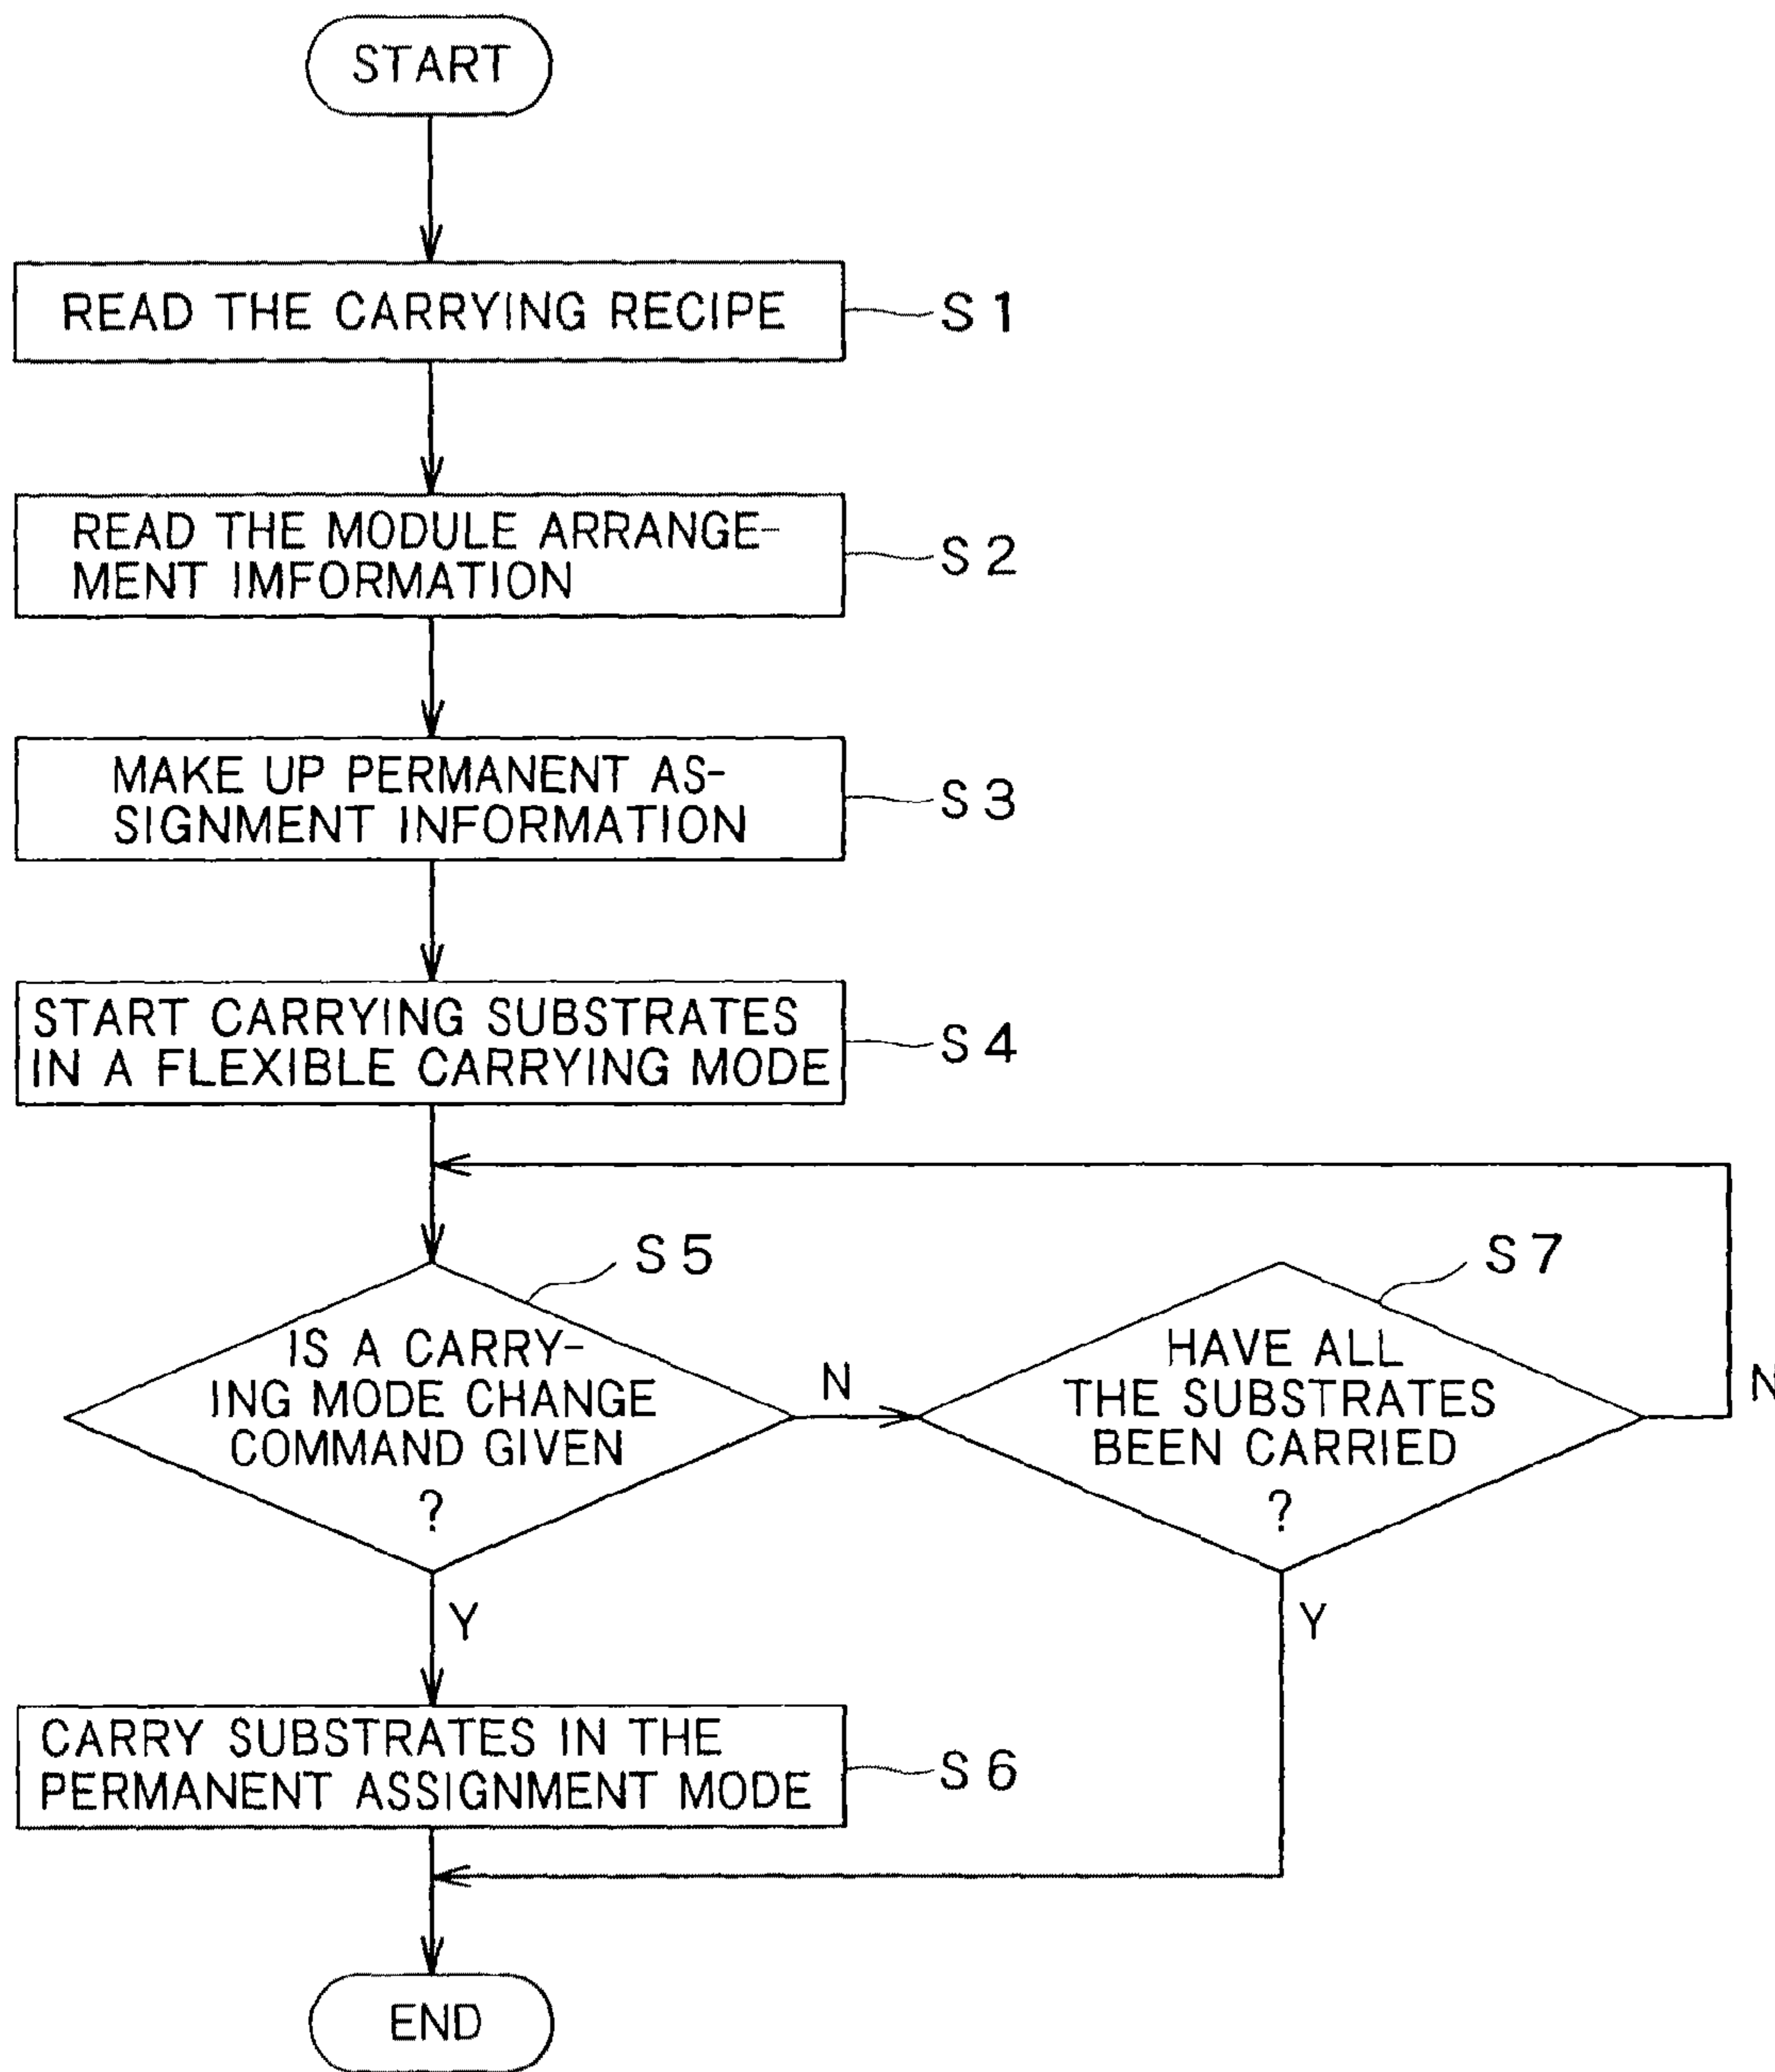 START
READ THE CARRYING RECIPE
S1
READ THE MODULE ARRANGE-
MENT IMFORMATION
S2
MAKE UP PERMANENT AS-
SIGNMENT INFORMATION
S3
START CARRYING SUBSTRATES
IN A FLEXIBLE CARRYING MODE
S4
S5
IS A CARRY-
ING MODE CHANGE
COMMAND GIVEN
?
N
Y
S7
HAVE ALL
THE SUBSTRATES
BEEN CARRIED
?
N
Y
CARRY SUBSTRATES IN THE
PERMANENT ASSIGNMENT MODE
S6
END